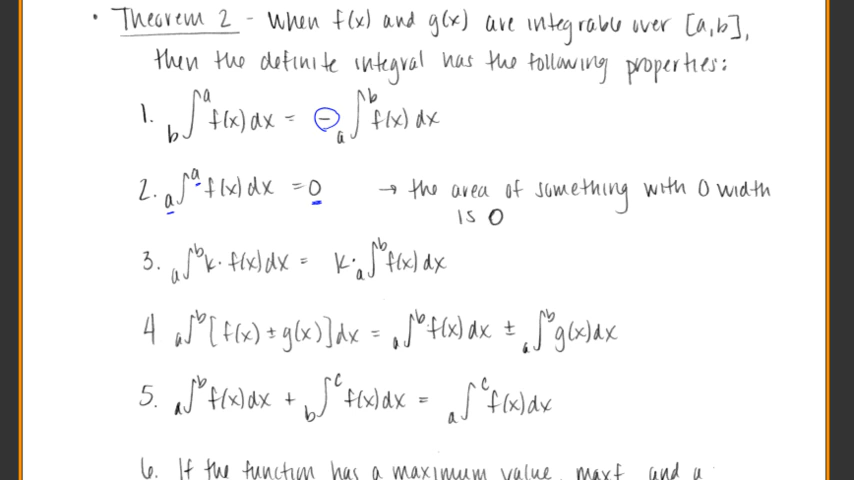 • Theorem 2 - When f(x) and g(x) are integrable over [a,b],
then the definite integral has the following properties:
1. b∫^a f(x)dx = - a∫^b f(x) dx
2. a∫^a f(x) dx = 0 → the area of something with 0 width
is 0
3. a∫^b k· f(x)dx = k· a∫^b f(x) dx
4 a∫^b [f(x) ± g(x)]dx = a∫^b f(x) dx ± a∫^b g(x)dx
5. a∫^b f(x)dx + b∫^c f(x)dx = a∫^c f(x)dx
6. If the function has a maximum value, maxf and a